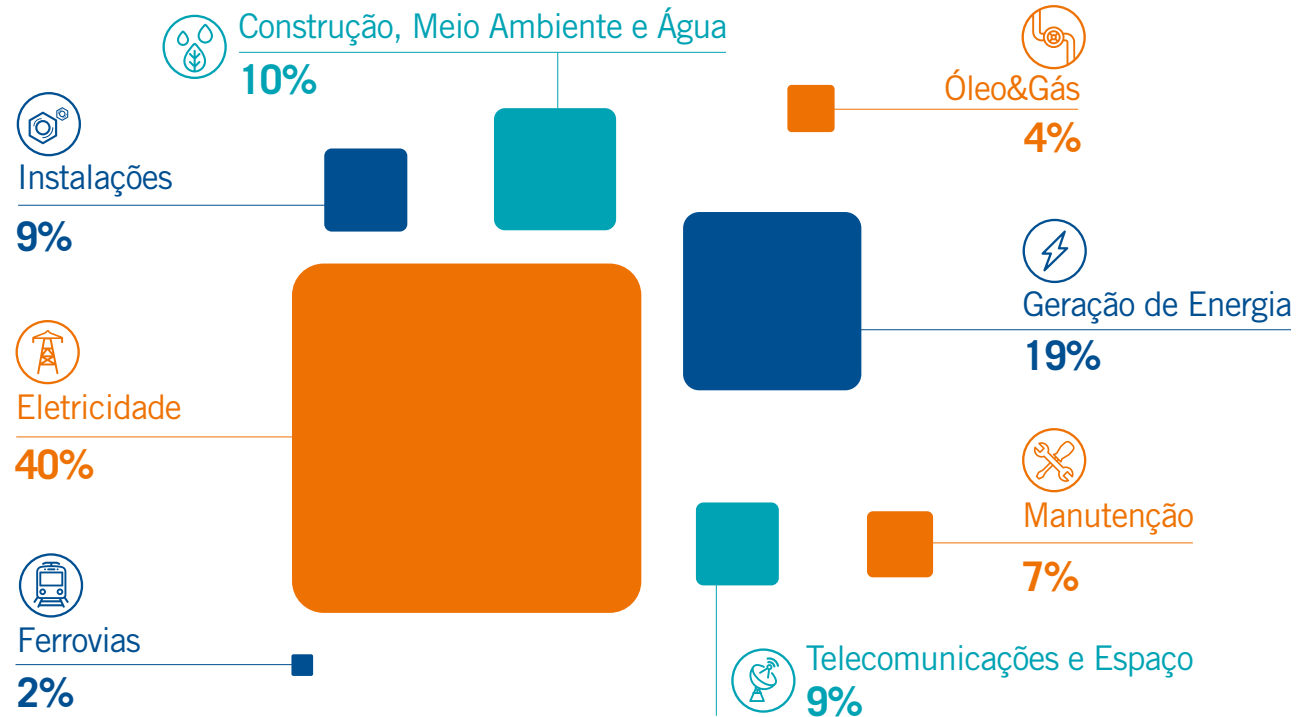 Construção, Meio Ambiente e Água
10%
Óleo&Gás
4%
Instalações
9%
Geração de Energia
19%
Eletricidade
40%
Manutenção
7%
Ferrovias
2%
Telecomunicações e Espaço
9%